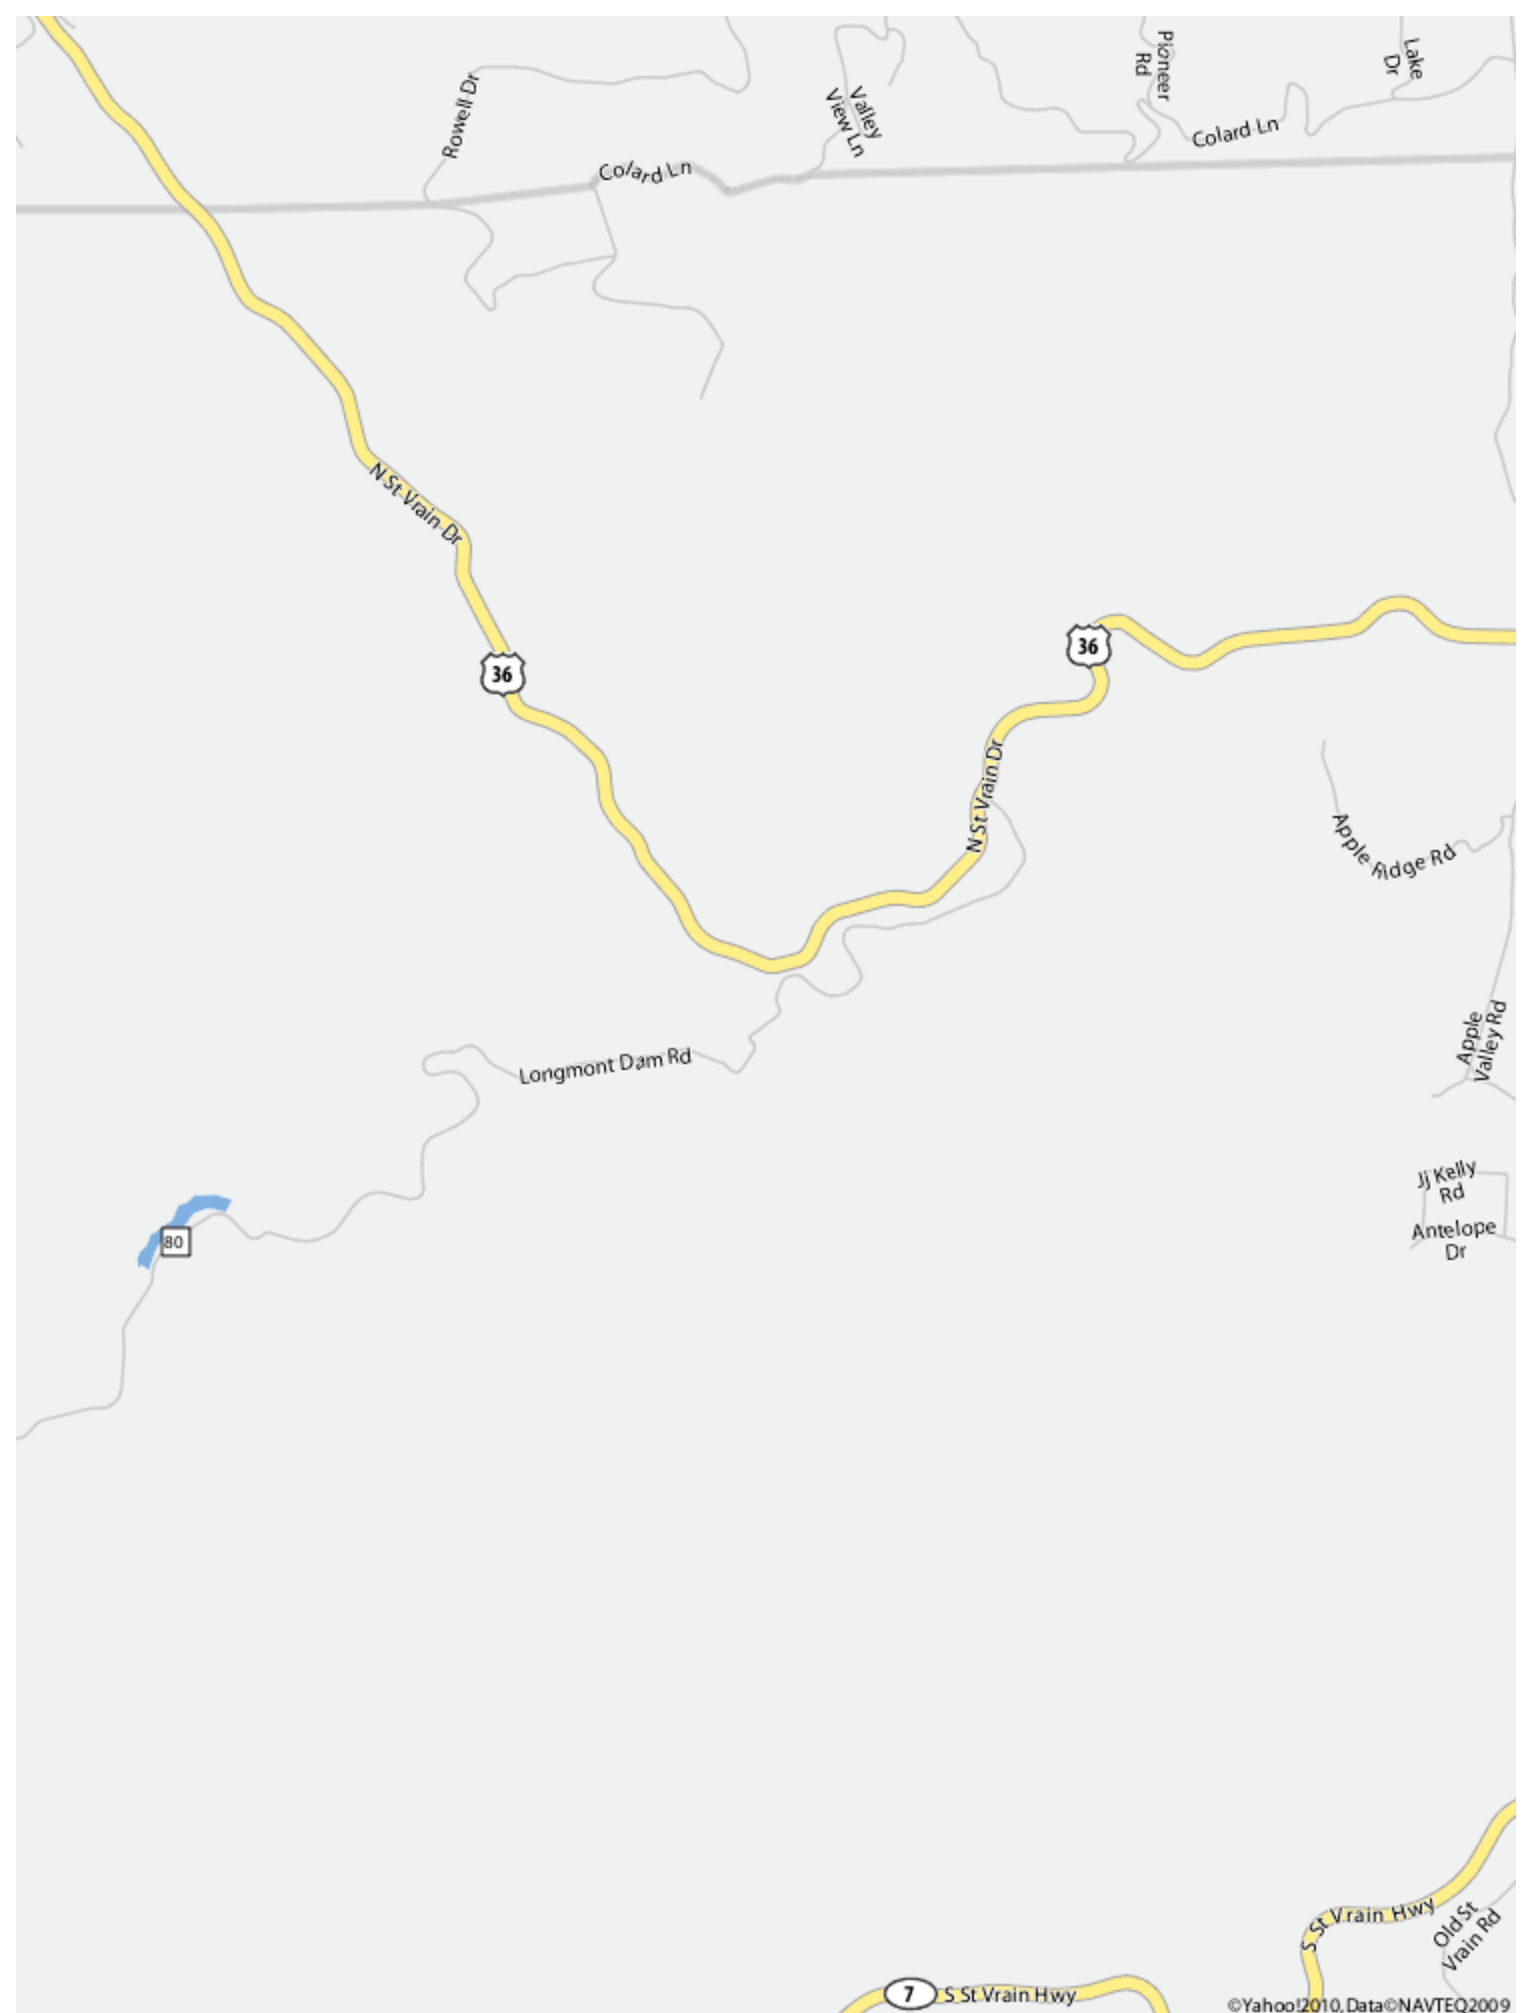 Pioneer
Rd
Lake
Dr
Rowell Dr
Valley
View Ln
Colard Ln
Colard Ln
N St Vrain Dr
36
36
N St Vrain Dr
Apple Ridge Rd
Apple
Valley Rd
Longmont Dam Rd
Jj Kelly
Rd
Antelope
Dr
80
S St Vrain Hwy
Old St
Vrain Rd
7
S St Vrain Hwy
©Yahoo!2010, Data©NAVTEQ2009